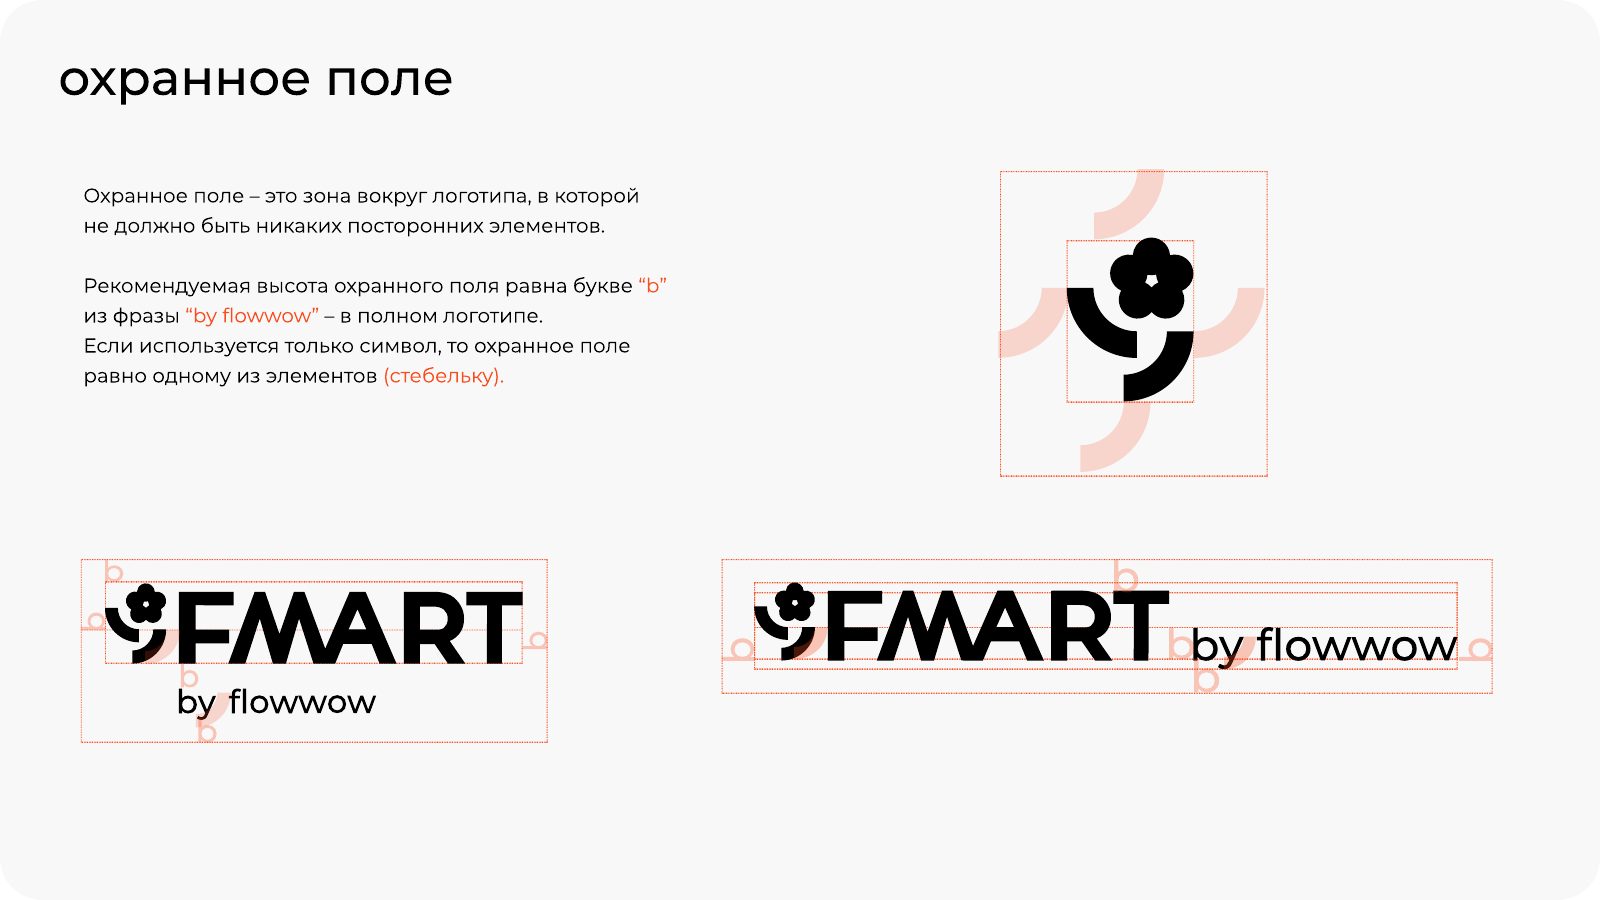 охранное поле
Охранное поле – это зона вокруг логотипа, в которой
не должно быть никаких посторонних элементов.
Рекомендуемая высота охранного поля равна букве “b”
из фразы “by flowwow” – в полном логотипе.
Если используется только символ, то охранное поле
равно одному из элементов (стебельку).
b
b
FMART
b
b
by flowwow
b
b
FMART
b
b
by flowwow
b
b